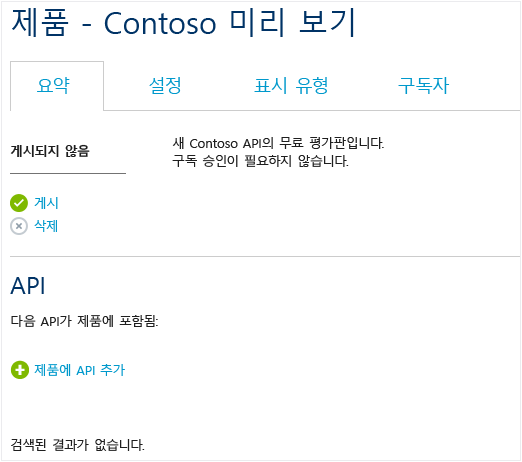 제품 - Contoso 미리 보기
요약 설정 표시 유형 구독자
게시되지 않음
새 Contoso API의 무료 평가판입니다.
구독 승인이 필요하지 않습니다.
게시
삭제
API
다음 API가 제품에 포함됨:
제품에 API 추가
검색된 결과가 없습니다.